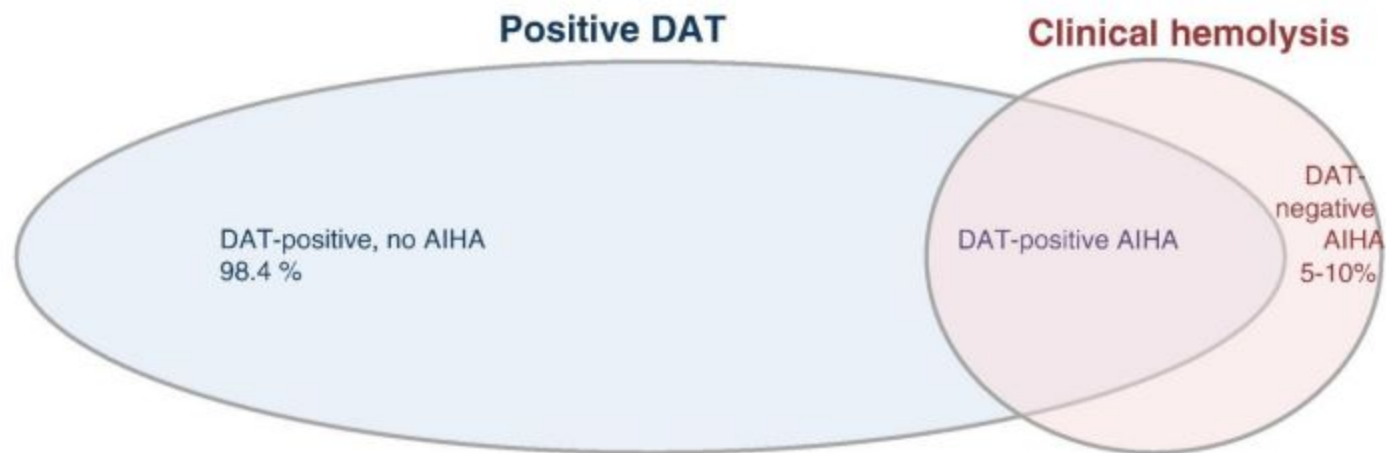 Positive DAT
Clinical hemolysis
DAT-positive, no AIHA
98.4 %
DAT-positive AIHA
DAT-
negative
AIHA
5-10%